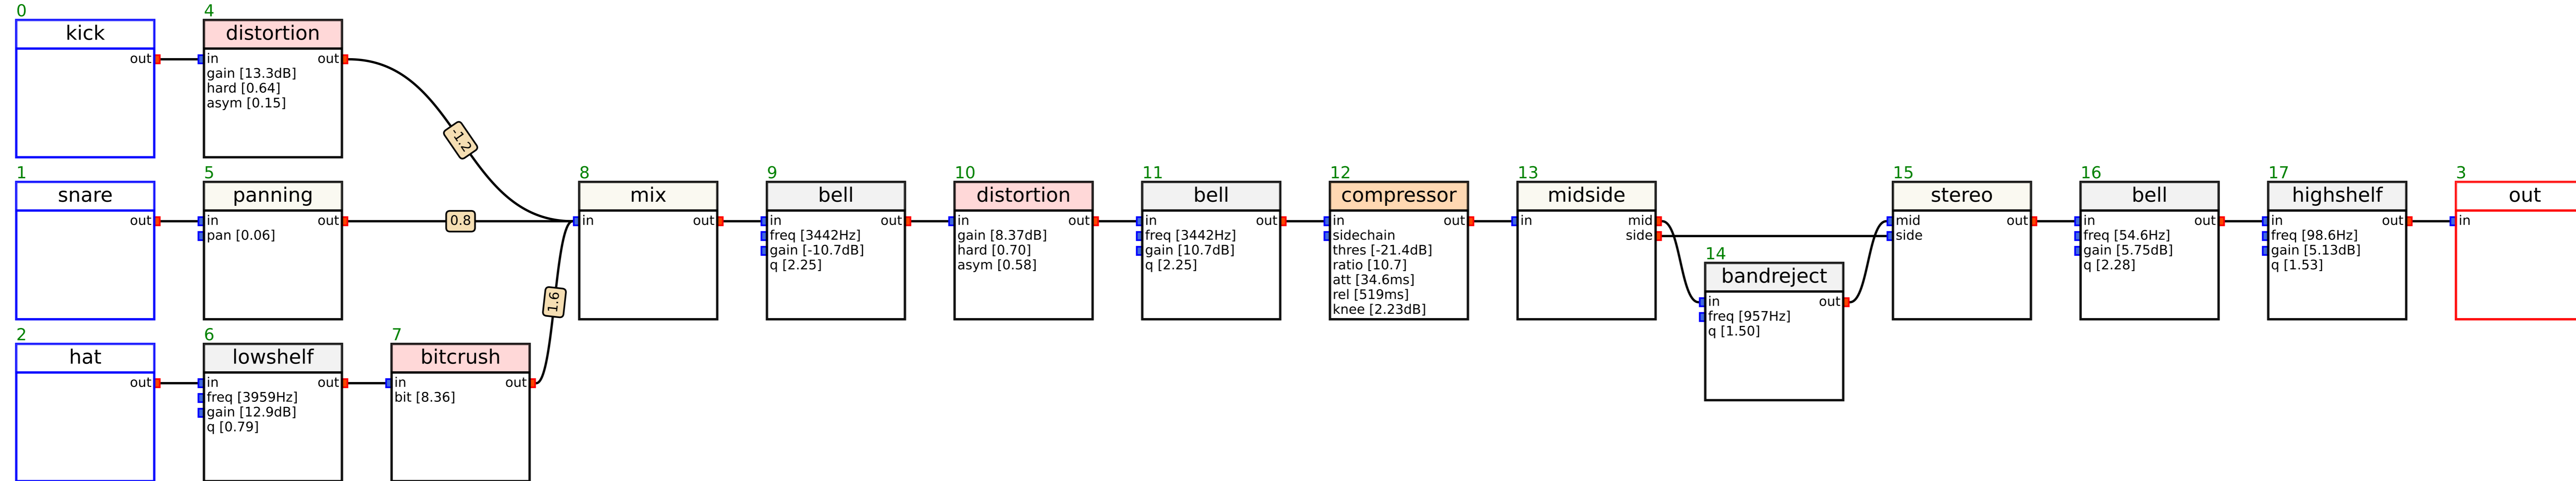 0
kick
out
4
distortion
in out
gain [13.3dB]
hard [0.64]
asym [0.15]
-1.2
1
snare
out
5
panning
in out
pan [0.06]
0.8
2
hat
out
6
lowshelf
in out
freq [3959Hz]
gain [12.9dB]
q [0.79]
7
bitcrush
in out
bit [8.36]
1.6
8
mix
in out
9
bell
in out
freq [3442Hz]
gain [-10.7dB]
q [2.25]
10
distortion
in out
gain [8.37dB]
hard [0.70]
asym [0.58]
11
bell
in out
freq [3442Hz]
gain [10.7dB]
q [2.25]
12
compressor
in out
sidechain
thres [-21.4dB]
ratio [10.7]
att [34.6ms]
rel [519ms]
knee [2.23dB]
13
midside
in mid
side
14
bandreject
in out
freq [957Hz]
q [1.50]
15
stereo
mid out
side
16
bell
in out
freq [54.6Hz]
gain [5.75dB]
q [2.28]
17
highshelf
in out
freq [98.6Hz]
gain [5.13dB]
q [1.53]
3
out
in